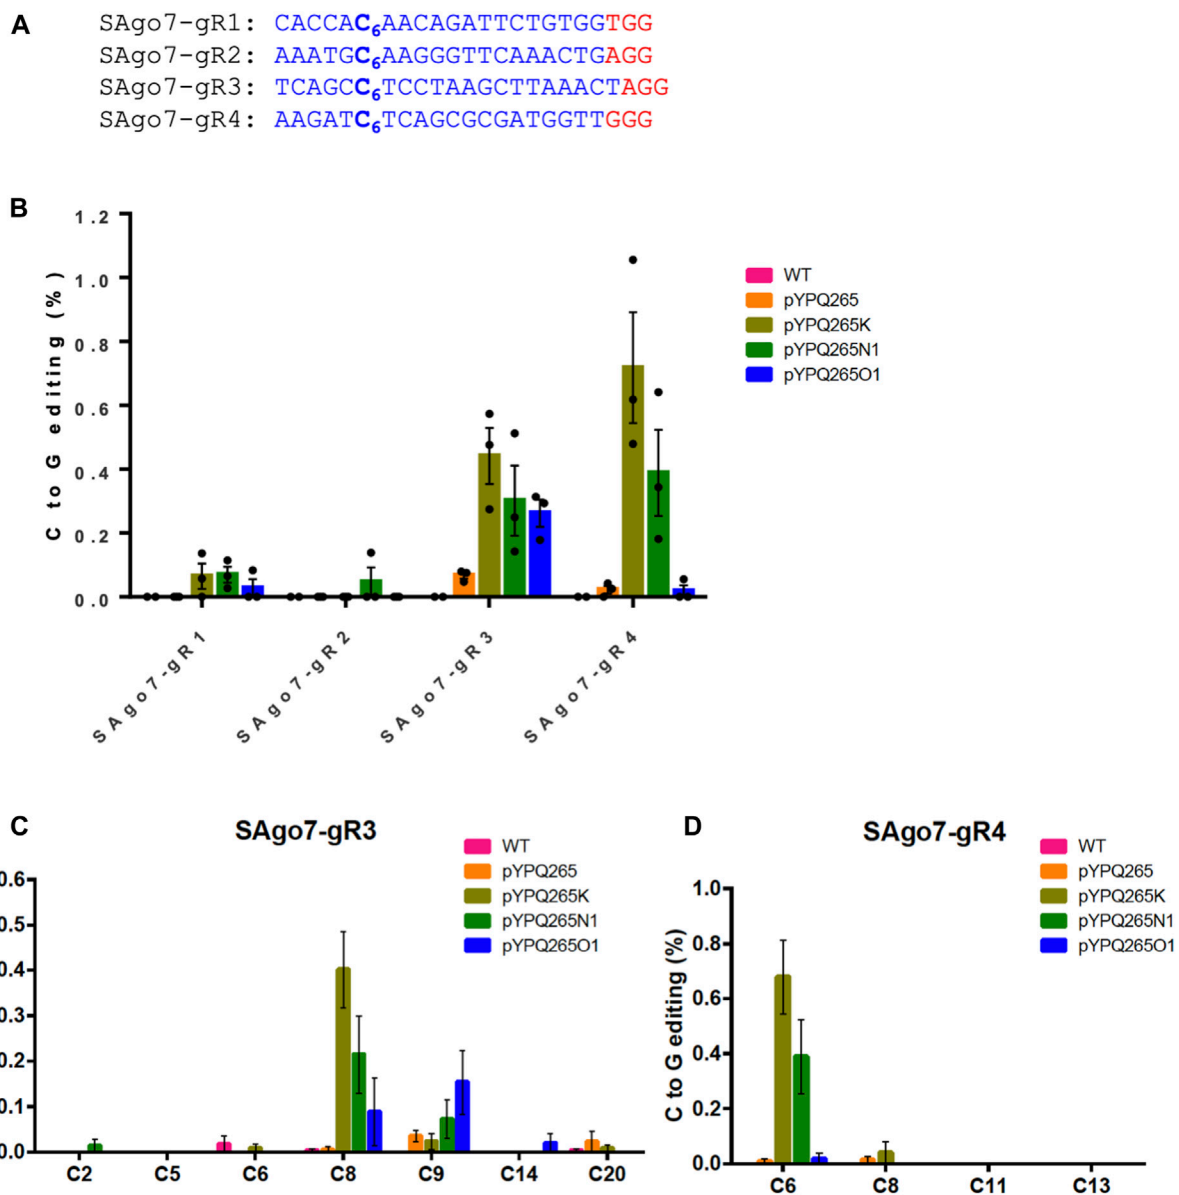 A
SAgo7-gR1: CACCAC6AACAGATTCTGTGGTGG
SAgo7-gR2: AAATGC6AAGGGTTCAAACTGAGG
SAgo7-gR3: TCAGCC6TCCTAAGCTTAAACTAGG
SAgo7-gR4: AAGATC6TCAGCGCGATGGTTGGG
B
C to G editing (%)
1.2
1.0
0.8
0.6
0.4
0.2
0.0
SAgo7-gR1
SAgo7-gR2
SAgo7-gR3
SAgo7-gR4
WT
pYPQ265
pYPQ265K
pYPQ265N1
pYPQ265O1
C
SAgo7-gR3
WT
pYPQ265
pYPQ265K
pYPQ265N1
pYPQ265O1
0.6
0.5
0.4
0.3
0.2
0.1
0.0
C2 C5 C6 C8 C9 C14 C20
D
SAgo7-gR4
WT
pYPQ265
pYPQ265K
pYPQ265N1
pYPQ265O1
C to G editing (%)
1.0
0.8
0.6
0.4
0.2
0.0
C6 C8 C11 C13